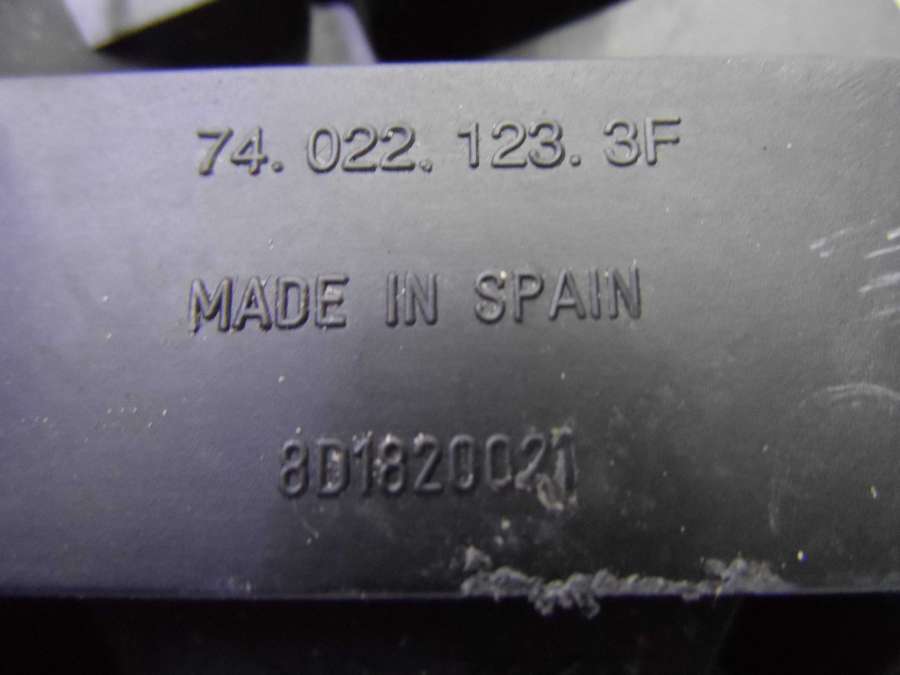 74. 022. 123. 3F
MADE IN SPAIN
8D1820021